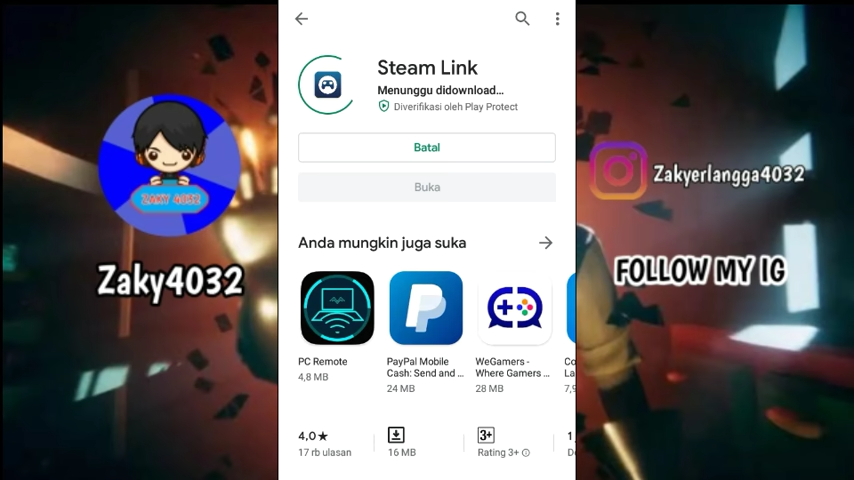 Steam Link
Menunggu didownload...
Diverifikasi oleh Play Protect
Batal
Buka
Anda mungkin juga suka
PC Remote
4,8 MB
PayPal Mobile
Cash: Send and ...
24 MB
WeGamers -
Where Gamers ...
28 MB
4,0★
17 rb ulasan
16 MB
3+
Rating 3+
ZAKY 4032
Zaky4032
Zakyerlangga4032
FOLLOW MY IG